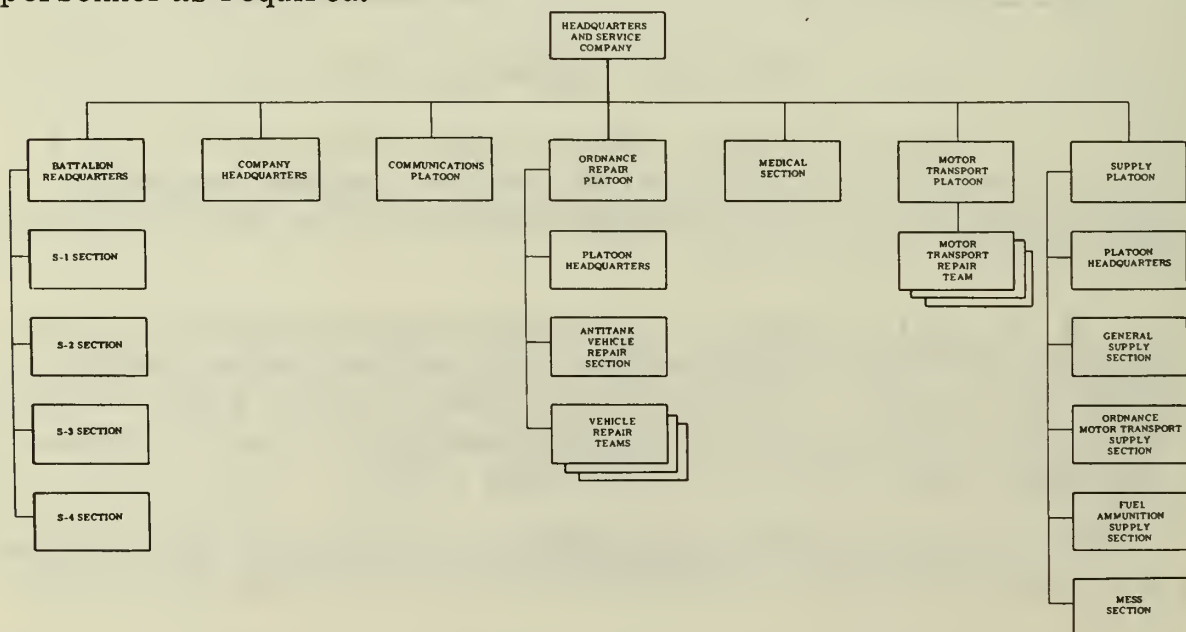 personnel as required.
HEADQUARTERS
AND SERVICE
COMPANY
BATTALION
READQUARTERS
COMPANY
HEADQUARTERS
COMMUNICATIONS
PLATOON
ORDNANCE
REPAIR
PLATOON
MEDICAL
SECTION
MOTOR
TRANSPORT
PLATOON
SUPPLY
PLATOON
S-1 SECTION
PLATOON
HEADQUARTERS
MOTOR
TRANSPORT
REPAIR
TEAM
PLATOON
HEADQUARTERS
S-2 SECTION
ANTITANK
VEHICLE
REPAIR
SECTION
GENERAL
SUPPLY
SECTION
S-3 SECTION
VEHICLE
REPAIR
TEAMS
ORDNANCE
MOTOR TRANSPORT
SUPPLY
SECTION
S-4 SECTION
FUEL
AMMUNITION
SUPPLY
SECTION
MESS
SECTION